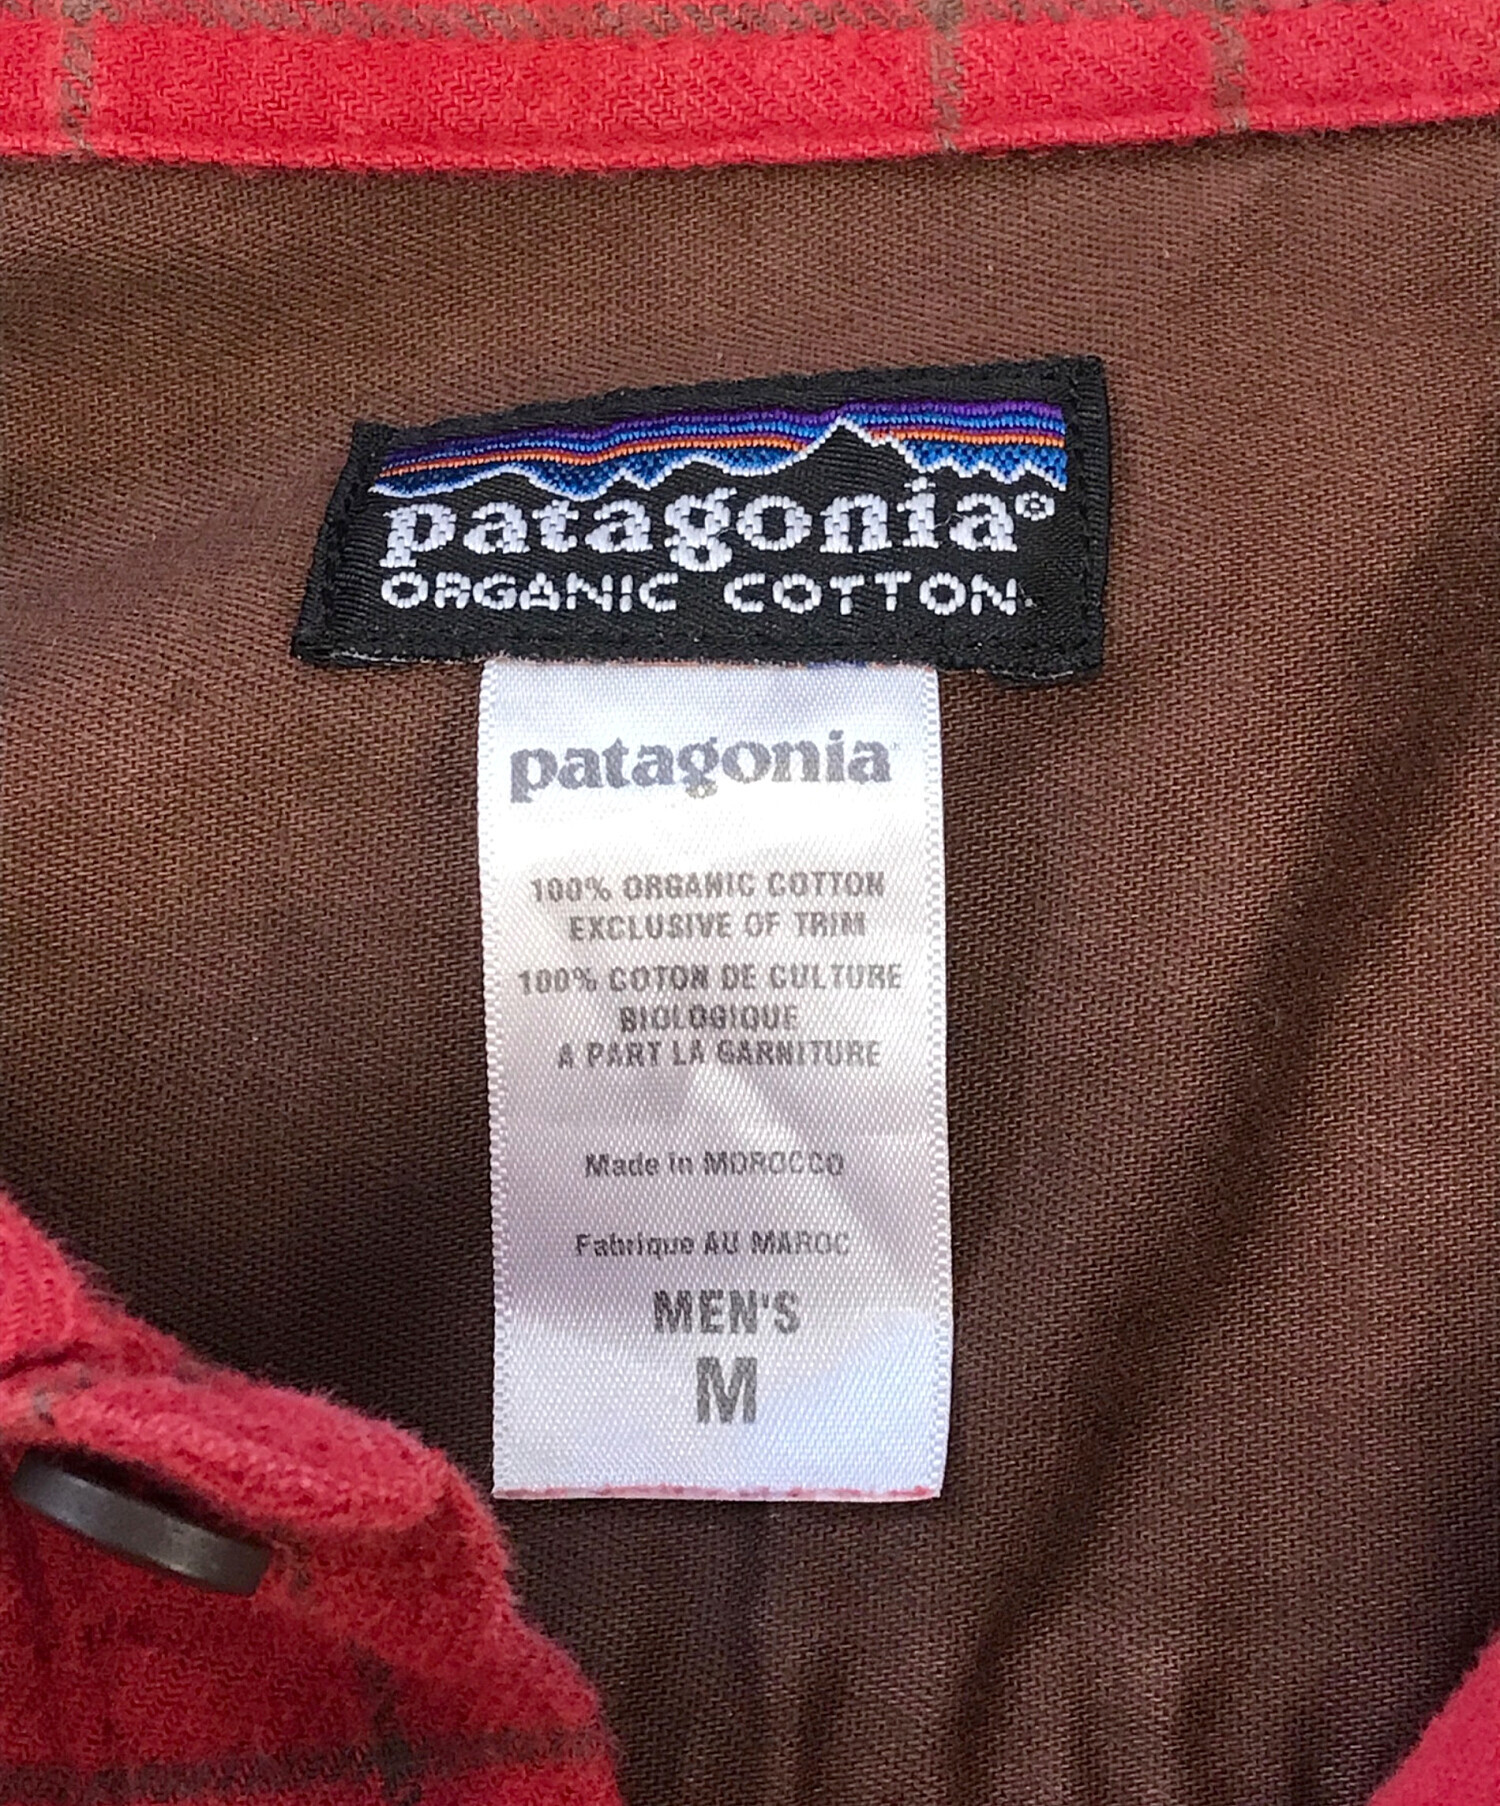 patagonia®
ORGANIC COTTON.
patagonia
100% ORGANIC COTTON
EXCLUSIVE OF TRIM
100% COTON DE CULTURE
BIOLOGIQUE
A PART LA GARNITURE
Made in MOROCCO
Fabrique AU MAROC
MEN'S
M